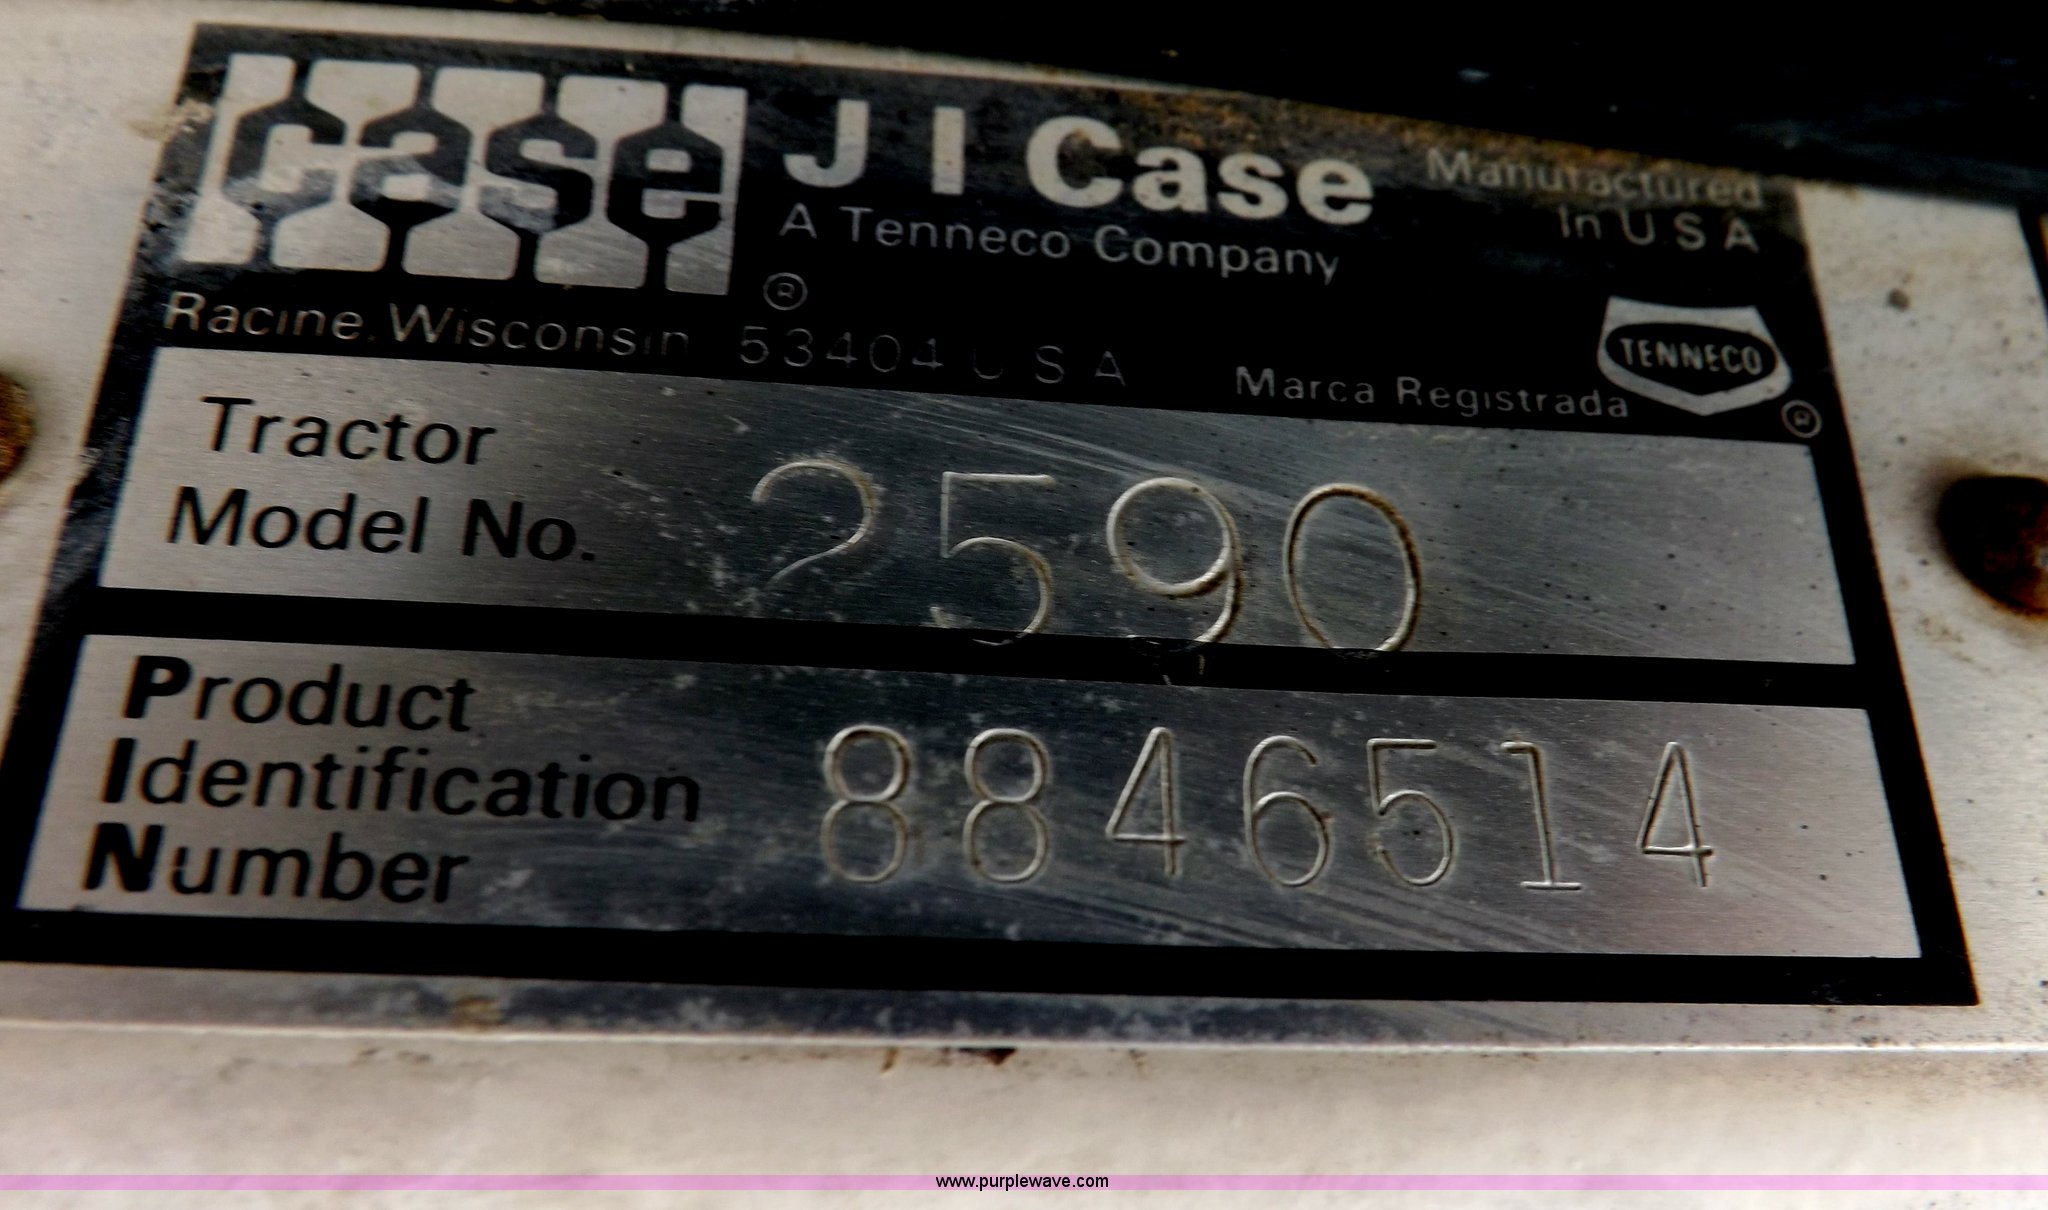 case J I Case Manufactured
A Tenneco Company In U S A
®
Racine, Wisconsin 53404 U S A Marca Registrada TENNECO ®
Tractor
Model No. 2590
Product
Identification 8846514
Number
www.purplewave.com